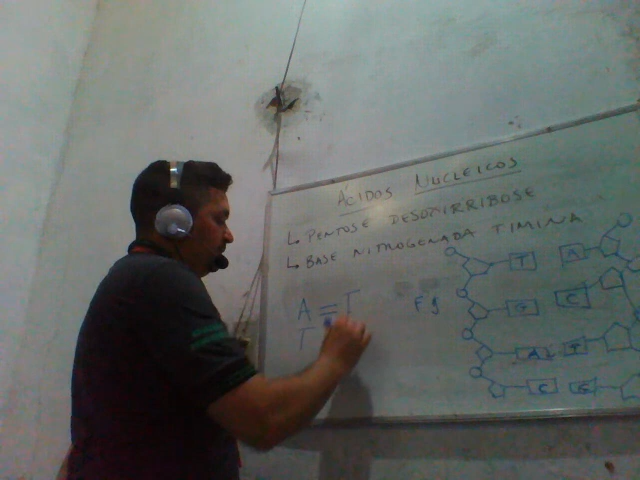 ÁCIDOS NUCLEICOS
↳ PENTOSE DESOXIRRIBOSE
↳ BASE NITROGENADA TIMINA
A = T
T
T A
G C
A T
C G